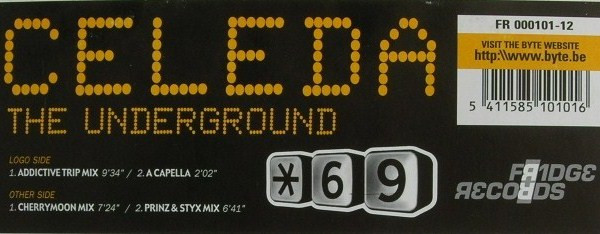 CELEDA
THE UNDERGROUND
LOGO SIDE
1. ADDICTIVE TRIP MIX 9'34" / 2. A CAPELLA 2'02"
OTHER SIDE
1. CHERRYMOON MIX 7'24" / 2. PRINZ & STYX MIX 6'41"
*69
FR 000101-12
VISIT THE BYTE WEBSITE
http:\\www.byte.be
5 411585 101016
FRIDGE
RECORDS